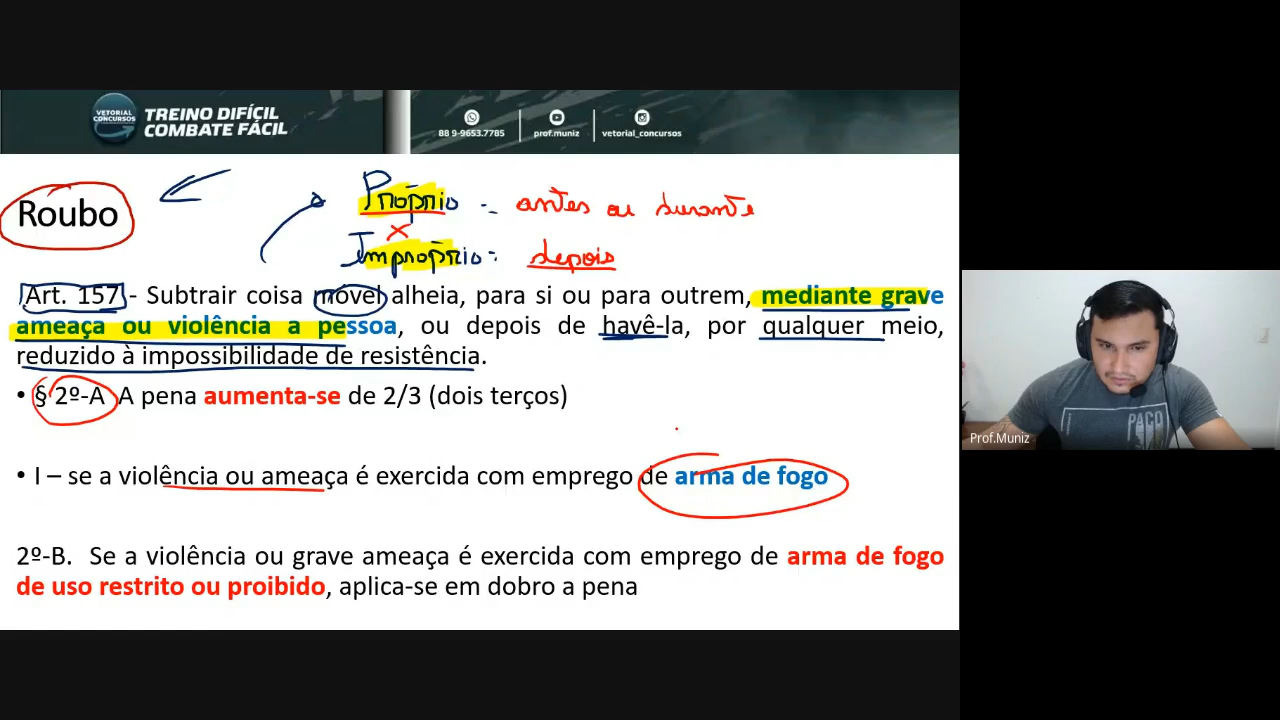 VETORIAL
CONCURSOS
TREINO DIFÍCIL
COMBATE FÁCIL
88 9-9653.7785
prof.muniz
vetorial_concursos
Roubo
Próprio :. antes ou durante
X
Impróprio: depois
Art. 157 - Subtrair coisa móvel alheia, para si ou para outrem, mediante grave
ameaça ou violência a pessoa, ou depois de havê-la, por qualquer meio,
reduzido à impossibilidade de resistência.
• § 2º-A A pena aumenta-se de 2/3 (dois terços)
• I – se a violência ou ameaça é exercida com emprego de arma de fogo
2º-B. Se a violência ou grave ameaça é exercida com emprego de arma de fogo
de uso restrito ou proibido, aplica-se em dobro a pena
PACO
Prof.Muniz